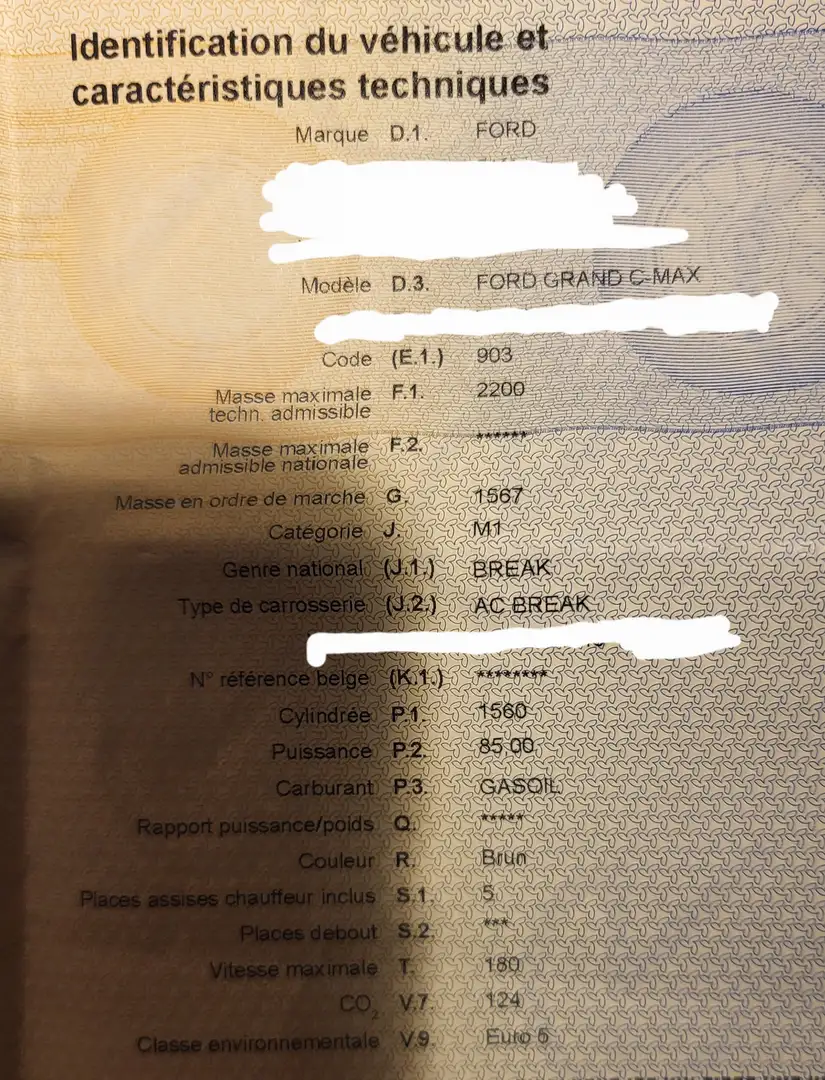 Identification du véhicule et
caractéristiques techniques
Marque D.1. FORD
Modèle D.3. FORD GRAND C-MAX
Code (E.1.) 903
Masse maximale F.1. 2200
techn. admissible
Masse maximale F.2. ******
admissible nationale
Masse en ordre de marche G. 1567
Catégorie J. M1
Genre national (J.1.) BREAK
Type de carrosserie (J.2.) AC BREAK
N° référence belge (K.1.) ********
Cylindrée P.1. 1560
Puissance P.2. 85,00
Carburant P.3. GASOIL
Rapport puissance/poids Q. *****
Couleur R. Brun
Places assises chauffeur inclus S.1. 5
Places debout S.2. ***
Vitesse maximale T. 180
CO₂ V.7. 124
Classe environnementale V.9. Euro 5